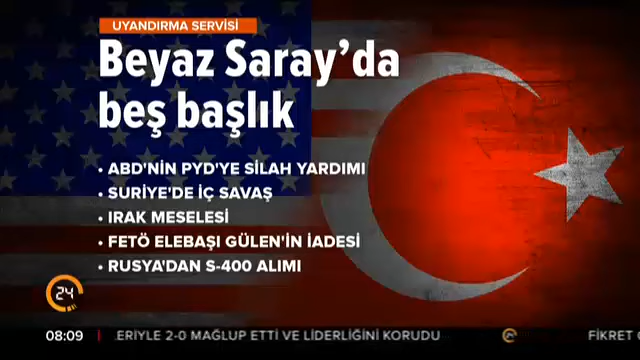 UYANDIRMA SERVİSİ
Beyaz Saray’da
beş başlık
• ABD'NİN PYD'YE SİLAH YARDIMI
• SURİYE'DE İÇ SAVAŞ
• IRAK MESELESİ
• FETÖ ELEBAŞI GÜLEN'İN İADESİ
• RUSYA'DAN S-400 ALIMI
24
08:09 ERİYLE 2-0 MAĞLUP ETTİ VE LİDERLİĞİNİ KORUDU FİKRET